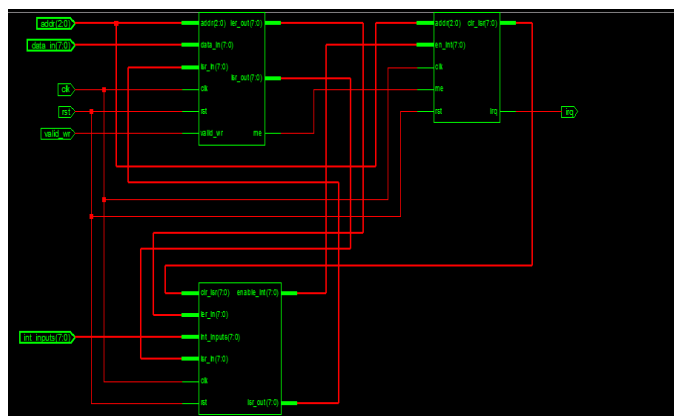 addr(2:0)
data_in(7:0)
clk
rst
valid_wr
addr(2:0) ier_out(7:0)
data_in(7:0)
isr_in(7:0)
isr_out(7:0)
clk
rst
valid_wr me
addr(2:0) clr_isr(7:0)
en_int(7:0)
clk
me
rst irq
irq
int_inputs(7:0)
clr_isr(7:0) enable_int(7:0)
ier_in(7:0)
int_inputs(7:0)
isr_in(7:0)
clk
rst isr_out(7:0)